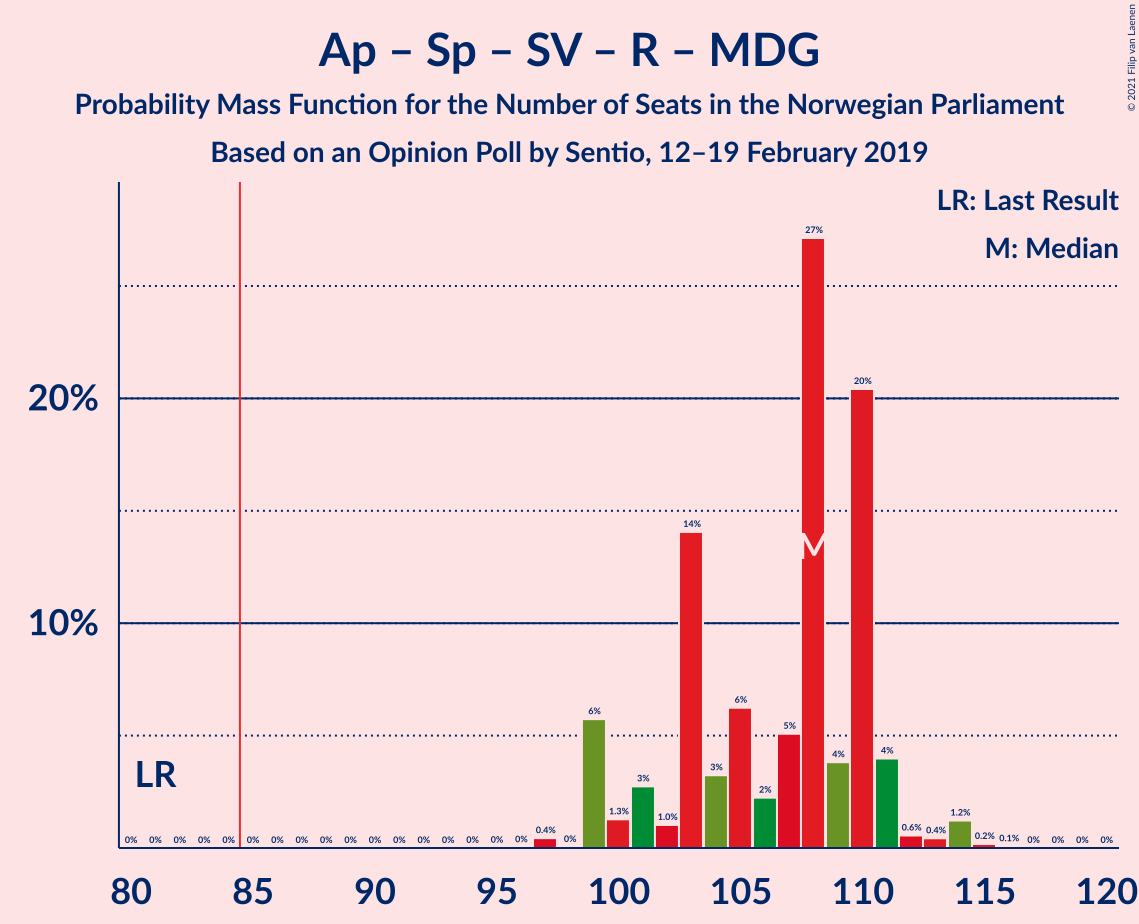 Ap – Sp – SV – R – MDG
Probability Mass Function for the Number of Seats in the Norwegian Parliament
Based on an Opinion Poll by Sentio, 12–19 February 2019
© 2021 Filip van Laenen
LR: Last Result
M: Median
20%
10%
LR
M
0% 0% 0% 0% 0% 0% 0% 0% 0% 0% 0% 0% 0% 0% 0% 0% 0% 0.4% 0% 6% 1.3% 3% 1.0% 14% 3% 6% 2% 5% 27% 4% 20% 4% 0.6% 0.4% 1.2% 0.2% 0.1% 0% 0% 0% 0%
80 85 90 95 100 105 110 115 120